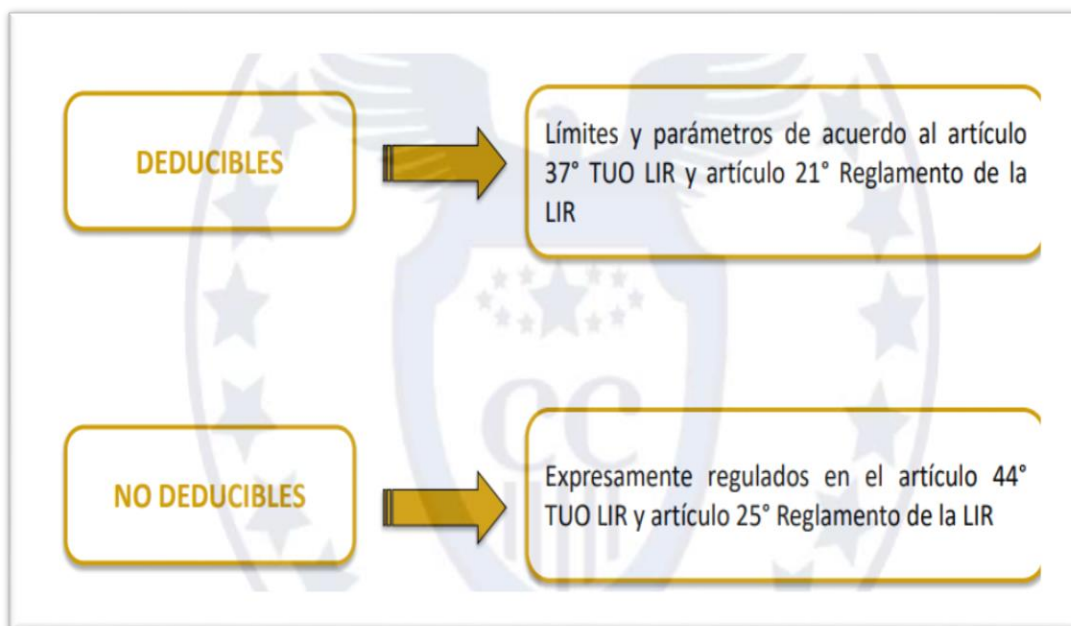 DEDUCIBLES
Límites y parámetros de acuerdo al artículo
37° TUO LIR y artículo 21° Reglamento de la
LIR
CC
NO DEDUCIBLES
Expresamente regulados en el artículo 44°
TUO LIR y artículo 25° Reglamento de la LIR